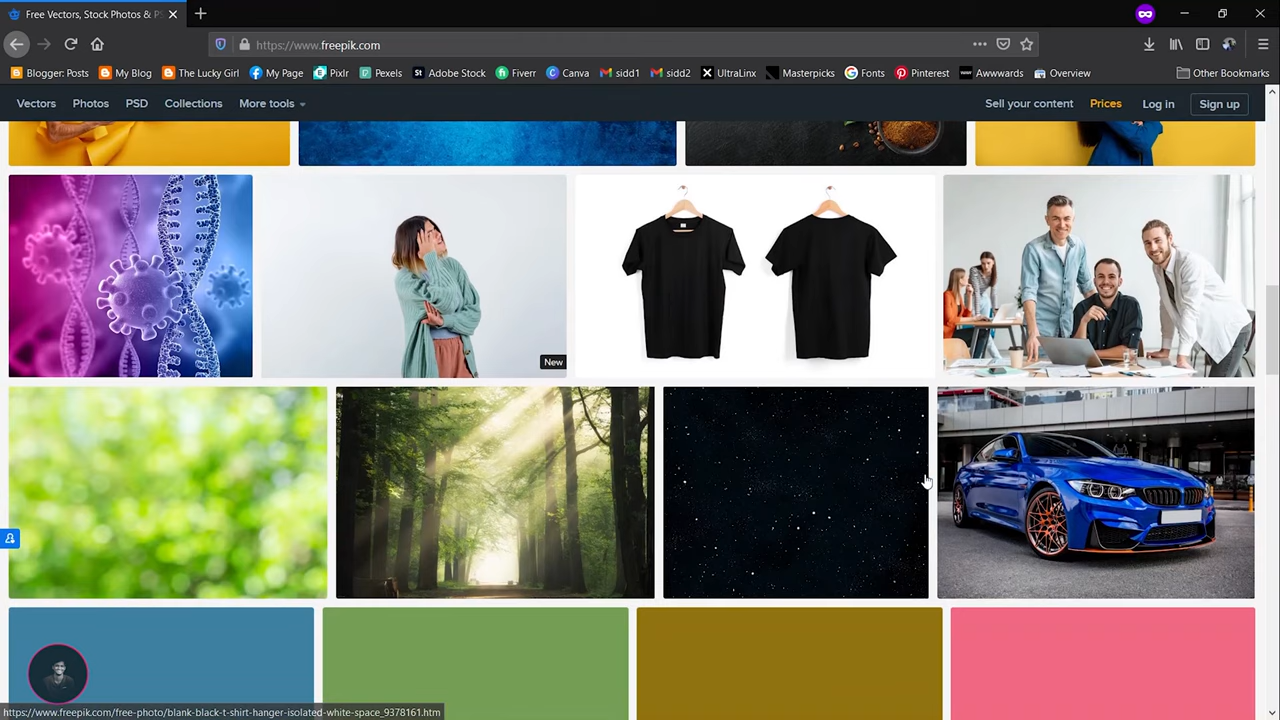 Free Vectors, Stock Photos & PS
https://www.freepik.com
Blogger: Posts
My Blog
The Lucky Girl
My Page
Pixlr
Pexels
St Adobe Stock
Fiverr
Canva
sidd1
sidd2
UltraLinx
Masterpicks
Fonts
Pinterest
Awwwards
Overview
Other Bookmarks
Vectors
Photos
PSD
Collections
More tools
Sell your content
Prices
Log in
Sign up
New
https://www.freepik.com/free-photo/blank-black-t-shirt-hanger-isolated-white-space_9378161.htm